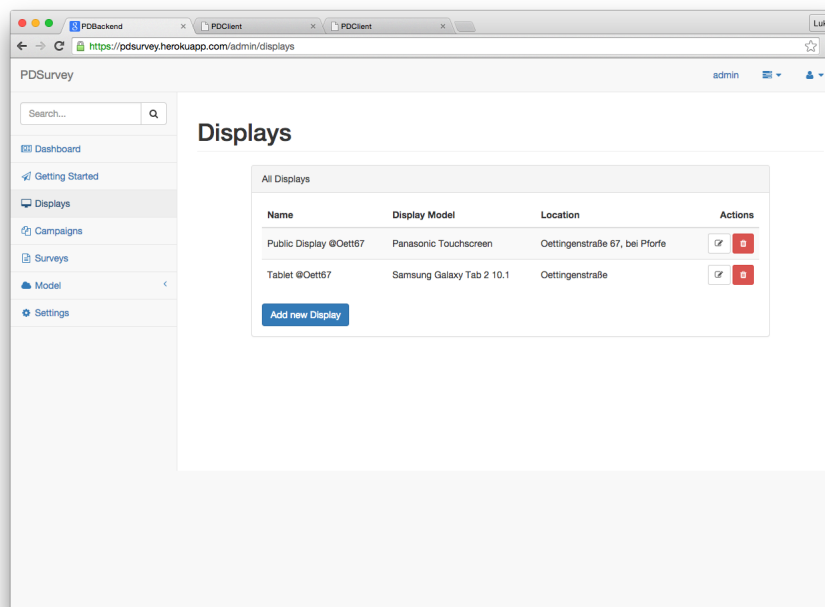 PDBackend
PDClient
PDClient
https://pdsurvey.herokuapp.com/admin/displays
PDSurvey
admin
Search...
Dashboard
Getting Started
Displays
Campaigns
Surveys
Model
Settings
Displays
All Displays
Name Display Model Location Actions
Public Display @Oett67 Panasonic Touchscreen Oettingenstraße 67, bei Pforfe
Tablet @Oett67 Samsung Galaxy Tab 2 10.1 Oettingenstraße
Add new Display